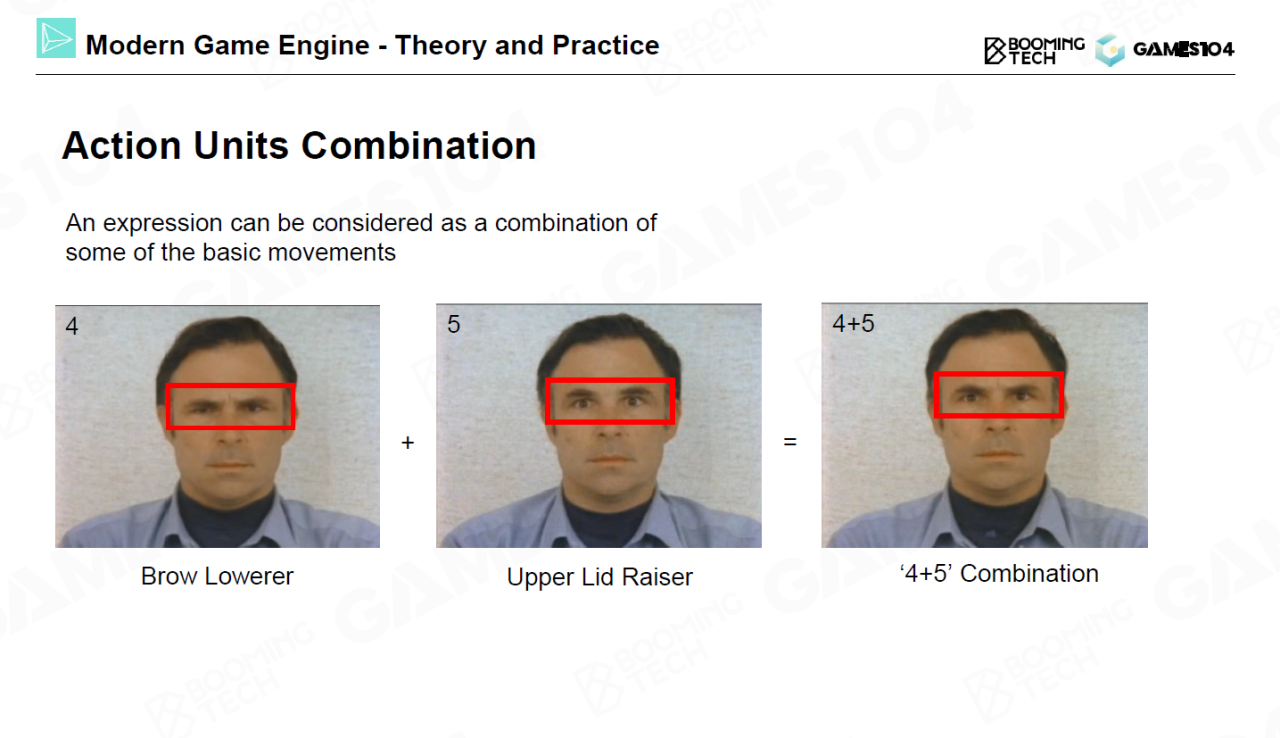 Modern Game Engine - Theory and Practice
BOOMING
TECH
GAMES104
Action Units Combination
An expression can be considered as a combination of
some of the basic movements
4
5
4+5
+
=
Brow Lowerer
Upper Lid Raiser
‘4+5’ Combination